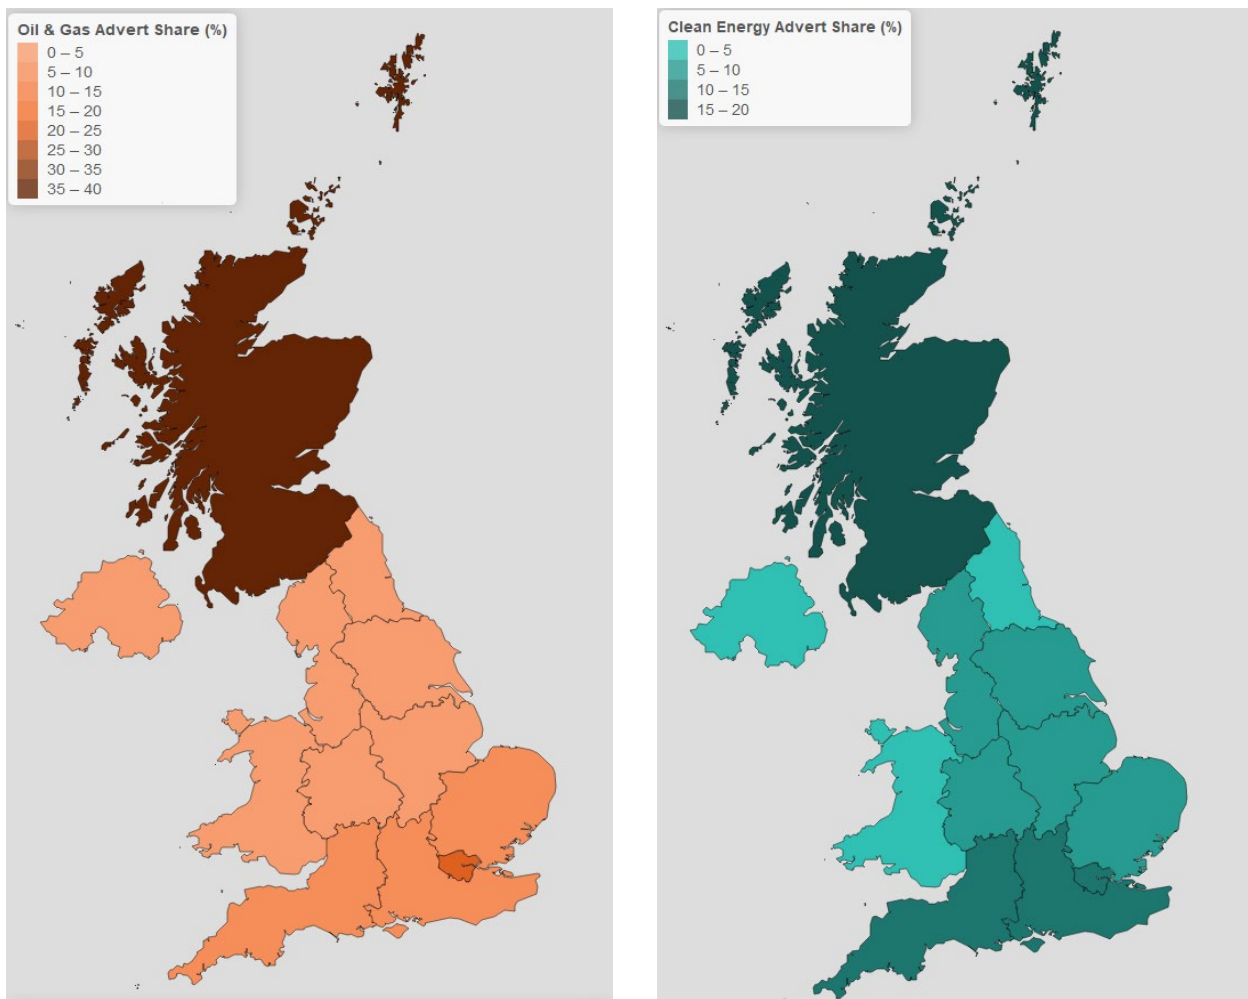 Oil & Gas Advert Share (%)
0 – 5
5 – 10
10 – 15
15 – 20
20 – 25
25 – 30
30 – 35
35 – 40
Clean Energy Advert Share (%)
0 – 5
5 – 10
10 – 15
15 – 20